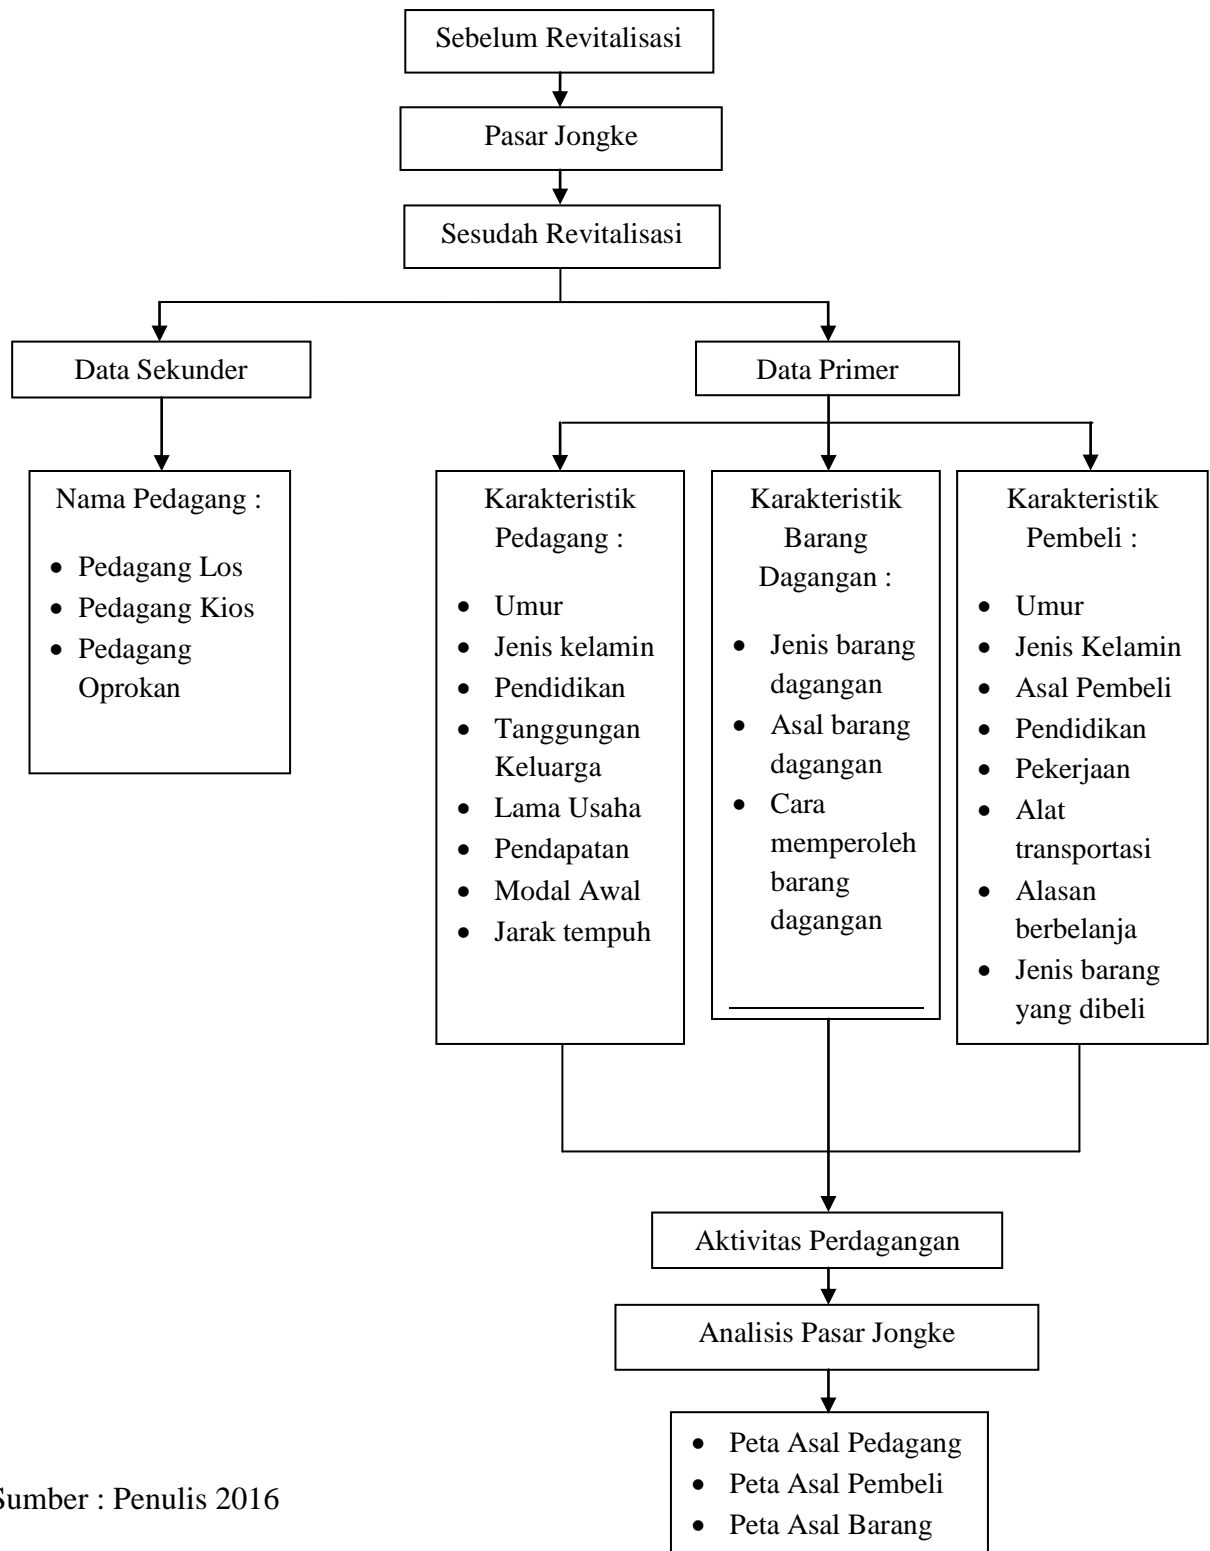 Sebelum Revitalisasi
Pasar Jongke
Sesudah Revitalisasi
Data Sekunder
Data Primer
Nama Pedagang :
• Pedagang Los
• Pedagang Kios
• Pedagang
Oprokan
Karakteristik
Pedagang :
• Umur
• Jenis kelamin
• Pendidikan
• Tanggungan
Keluarga
• Lama Usaha
• Pendapatan
• Modal Awal
• Jarak tempuh
Karakteristik
Barang
Dagangan :
• Jenis barang
dagangan
• Asal barang
dagangan
• Cara
memperoleh
barang
dagangan
Karakteristik
Pembeli :
• Umur
• Jenis Kelamin
• Asal Pembeli
• Pendidikan
• Pekerjaan
• Alat
transportasi
• Alasan
berbelanja
• Jenis barang
yang dibeli
Aktivitas Perdagangan
Analisis Pasar Jongke
• Peta Asal Pedagang
• Peta Asal Pembeli
• Peta Asal Barang
Sumber : Penulis 2016